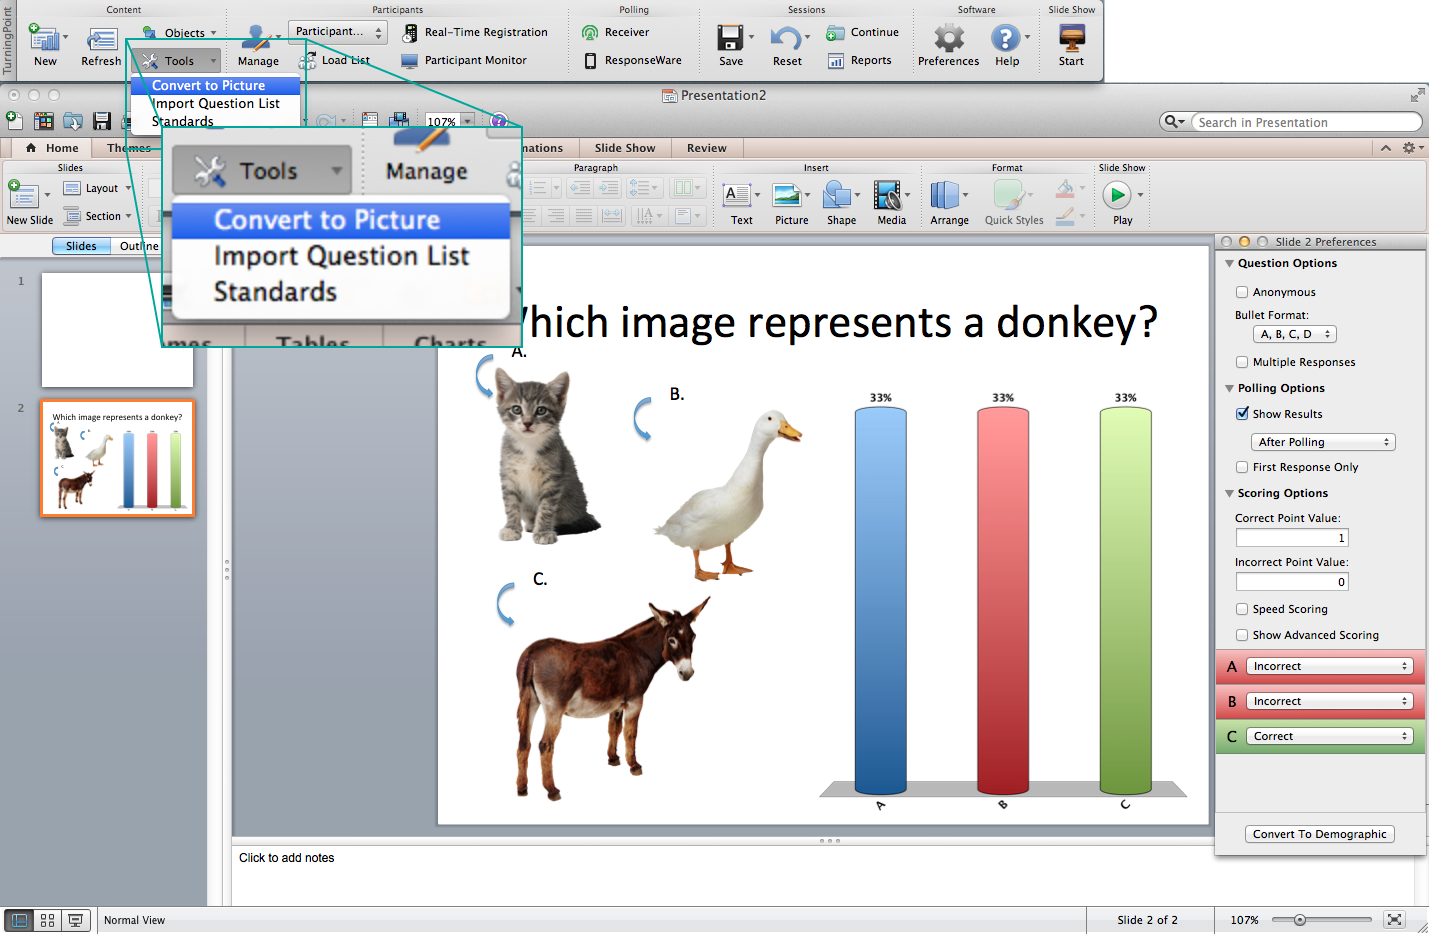 TurningPoint
Content
Participants
Polling
Sessions
Software
Slide Show
New
Refresh
Objects
Tools
Manage
Participant...
Load List
Real-Time Registration
Participant Monitor
Receiver
ResponseWare
Save
Reset
Continue
Reports
Preferences
Help
Start
Convert to Picture
Import Question List
Standards
Presentation2
107%
Search in Presentation
Home
Themes
mations
Slide Show
Review
Slides
Paragraph
Insert
Format
Slide Show
New Slide
Layout
Section
Text
Picture
Shape
Media
Arrange
Quick Styles
Play
Slides
Outline
Tools
Manage
Convert to Picture
Import Question List
Standards
mes
Tables
Charts
1
2
Which image represents a donkey?
hich image represents a donkey?
A.
B.
C.
33%
33%
33%
A
B
C
Slide 2 Preferences
Question Options
Anonymous
Bullet Format:
A, B, C, D
Multiple Responses
Polling Options
Show Results
After Polling
First Response Only
Scoring Options
Correct Point Value:
1
Incorrect Point Value:
0
Speed Scoring
Show Advanced Scoring
A Incorrect
B Incorrect
C Correct
Convert To Demographic
Click to add notes
Normal View
Slide 2 of 2
107%